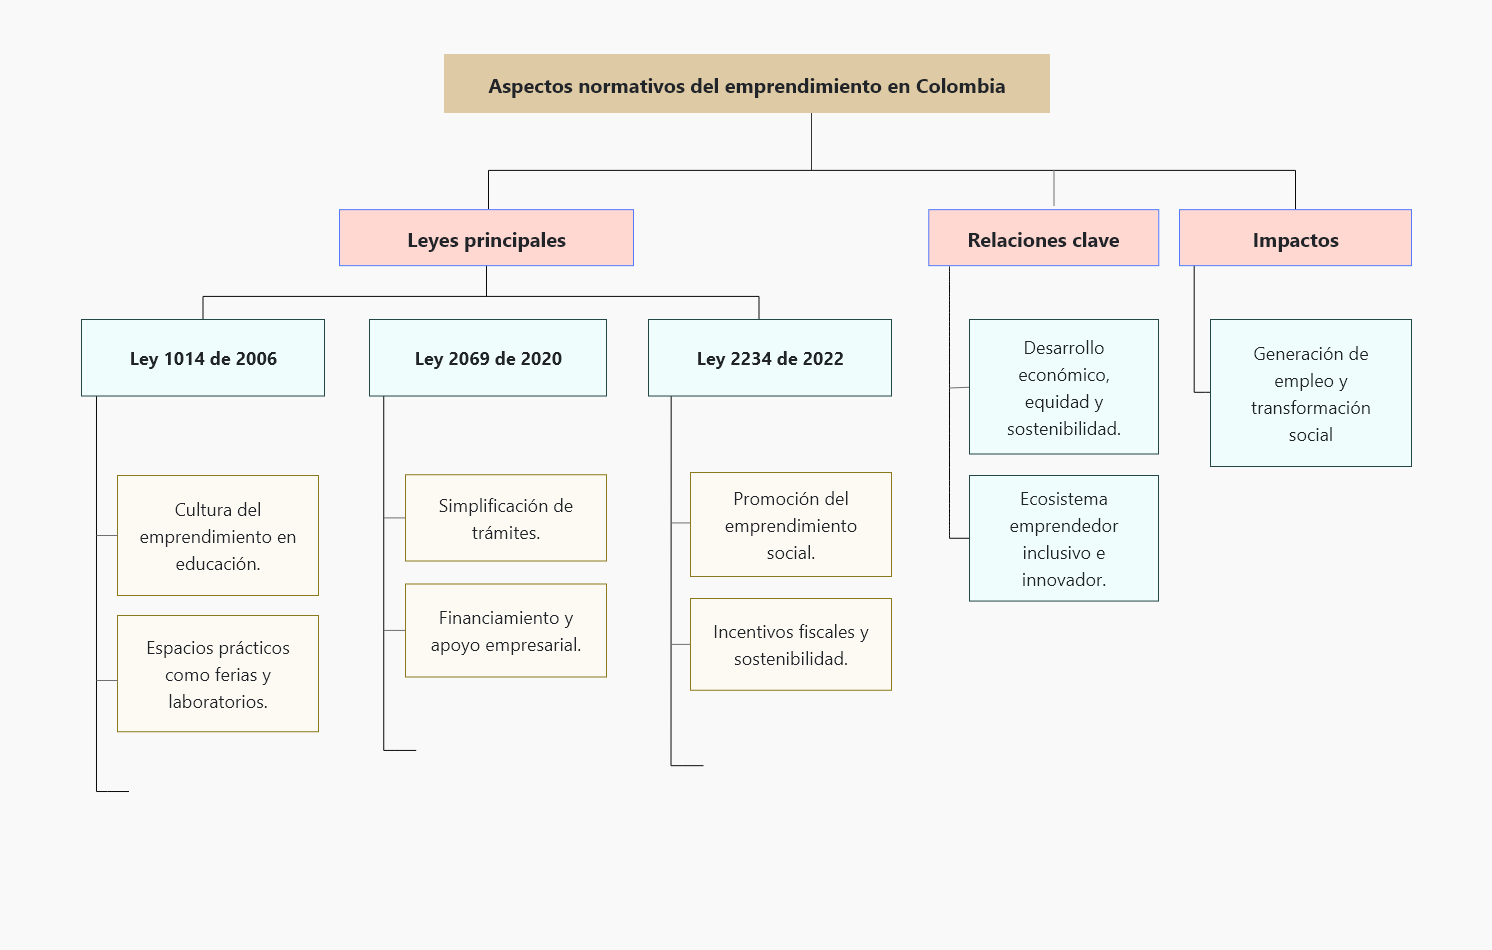 Aspectos normativos del emprendimiento en Colombia
Leyes principales
Relaciones clave
Impactos
Ley 1014 de 2006
Ley 2069 de 2020
Ley 2234 de 2022
Cultura del
emprendimiento en
educación.
Espacios prácticos
como ferias y
laboratorios.
Simplificación de
trámites.
Financiamiento y
apoyo empresarial.
Promoción del
emprendimiento
social.
Incentivos fiscales y
sostenibilidad.
Desarrollo
económico,
equidad y
sostenibilidad.
Ecosistema
emprendedor
inclusivo e
innovador.
Generación de
empleo y
transformación
social